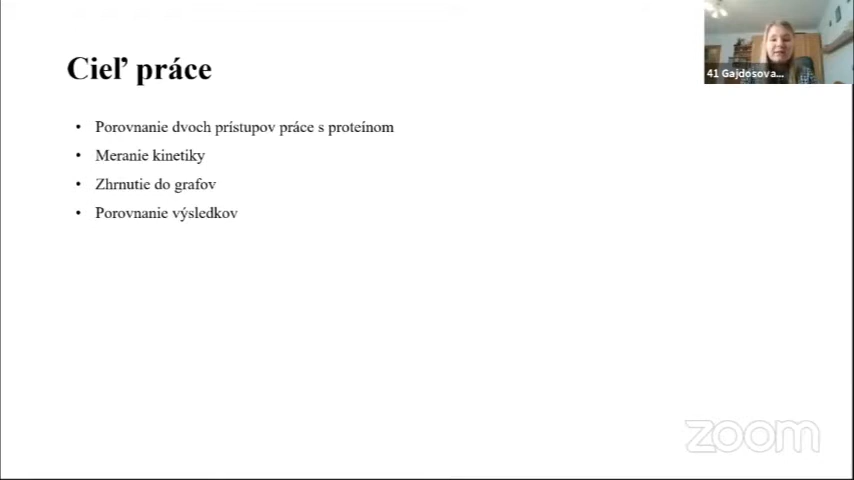 Cieľ práce
41 Gajdosova...
• Porovnanie dvoch prístupov práce s proteínom
• Meranie kinetiky
• Zhrnutie do grafov
• Porovnanie výsledkov
zoom